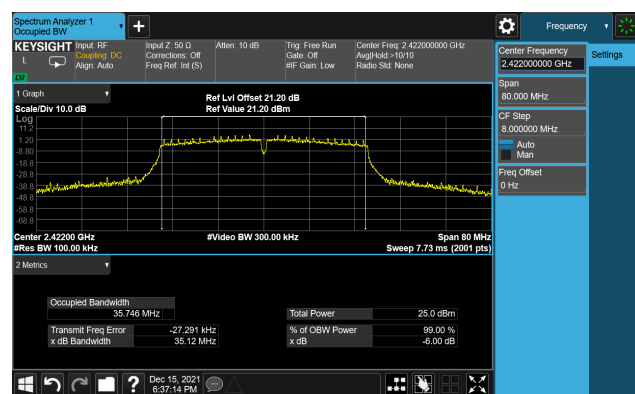 Spectrum Analyzer 1
Occupied BW
Frequency
KEYSIGHT
L
Input: RF
Coupling: DC
Align: Auto
Input Z: 50 Ω
Corrections: Off
Freq Ref: Int (S)
Atten: 10 dB
Trig: Free Run
Gate: Off
#IF Gain: Low
Center Freq: 2.422000000 GHz
Avg|Hold:>10/10
Radio Std: None
Center Frequency
2.422000000 GHz
Settings
Span
80.000 MHz
CF Step
8.000000 MHz
Auto
Man
Freq Offset
0 Hz
1 Graph
Scale/Div 10.0 dB
Ref Lvl Offset 21.20 dB
Ref Value 21.20 dBm
Log
11.2
1.20
-8.80
-18.8
-28.8
-38.8
-48.8
-58.8
-68.8
Center 2.42200 GHz
#Video BW 300.00 kHz
Span 80 MHz
#Res BW 100.00 kHz
Sweep 7.73 ms (2001 pts)
2 Metrics
Occupied Bandwidth
35.746 MHz
Total Power 25.0 dBm
Transmit Freq Error -27.291 kHz
% of OBW Power 99.00 %
x dB Bandwidth 35.12 MHz
x dB -6.00 dB
?
Dec 15, 2021
6:37:14 PM